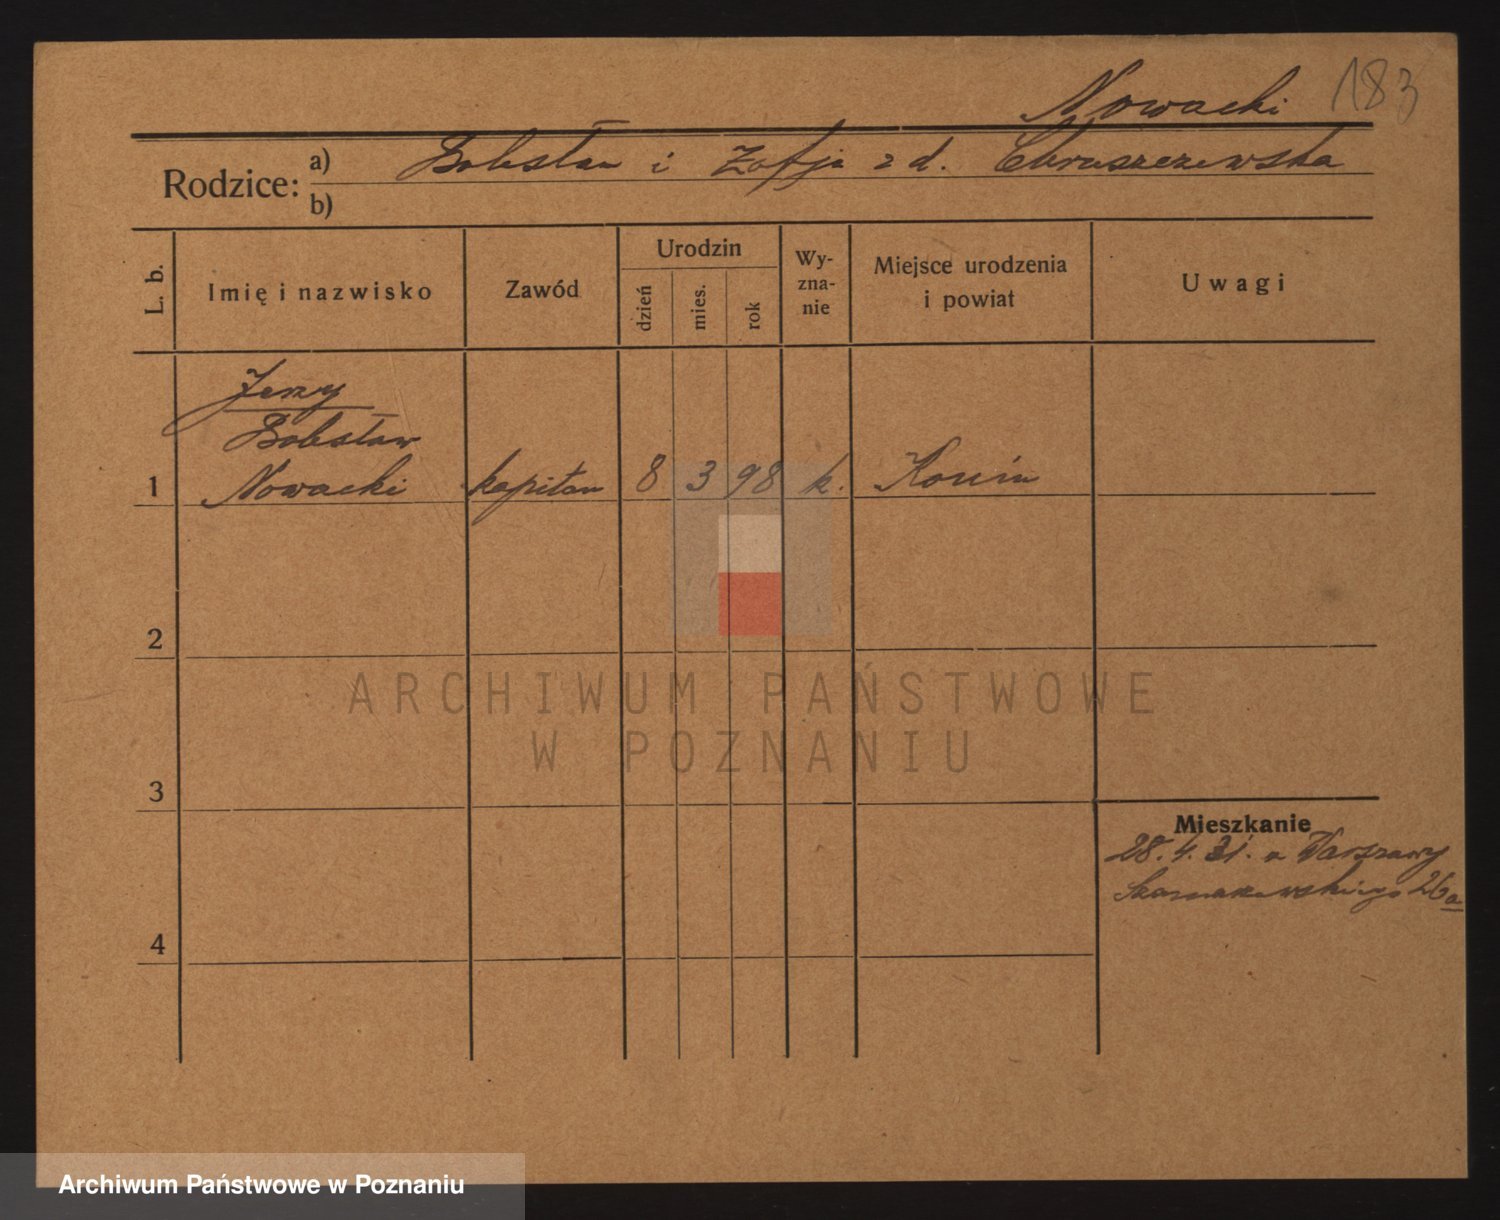 Nowacki 183
Rodzice: a) Bolesław i Zofja z d. Chruszczewska
b)
L. b. Imię i nazwisko Zawód Urodzin dzień mies. rok Wy-zna-nie Miejsce urodzenia i powiat Uwagi
Jerzy
Bolesław
1 Nowacki kapitan 8 3 98 k. Konin
2
ARCHIWUM PAŃSTWOWE
W POZNANIU
3
Mieszkanie
28. 4. 31. z Warszawy
26a
4
Archiwum Państwowe w Poznaniu